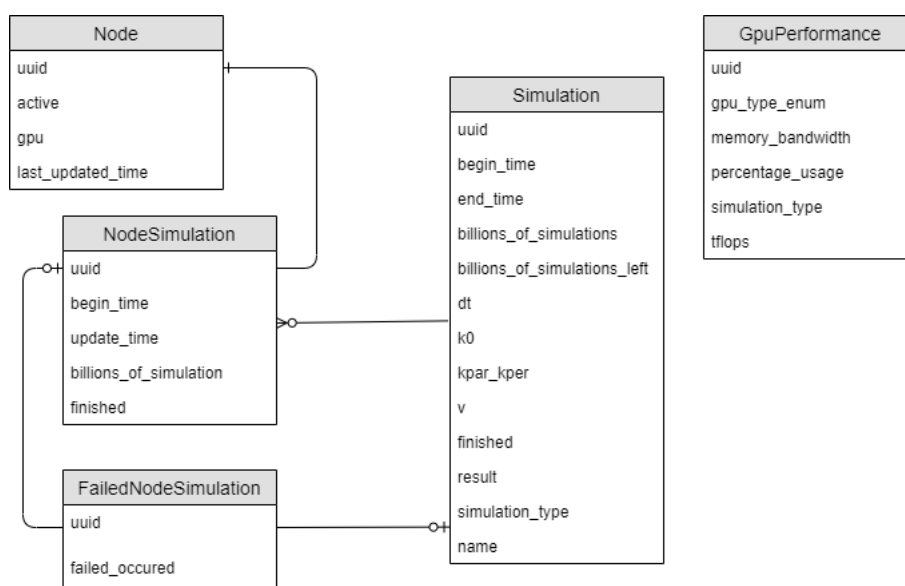 Node
uuid
active
gpu
last_updated_time
NodeSimulation
uuid
begin_time
update_time
billions_of_simulation
finished
FailedNodeSimulation
uuid
failed_occured
Simulation
uuid
begin_time
end_time
billions_of_simulations
billions_of_simulations_left
dt
k0
kpar_kper
v
finished
result
simulation_type
name
GpuPerformance
uuid
gpu_type_enum
memory_bandwidth
percentage_usage
simulation_type
tflops